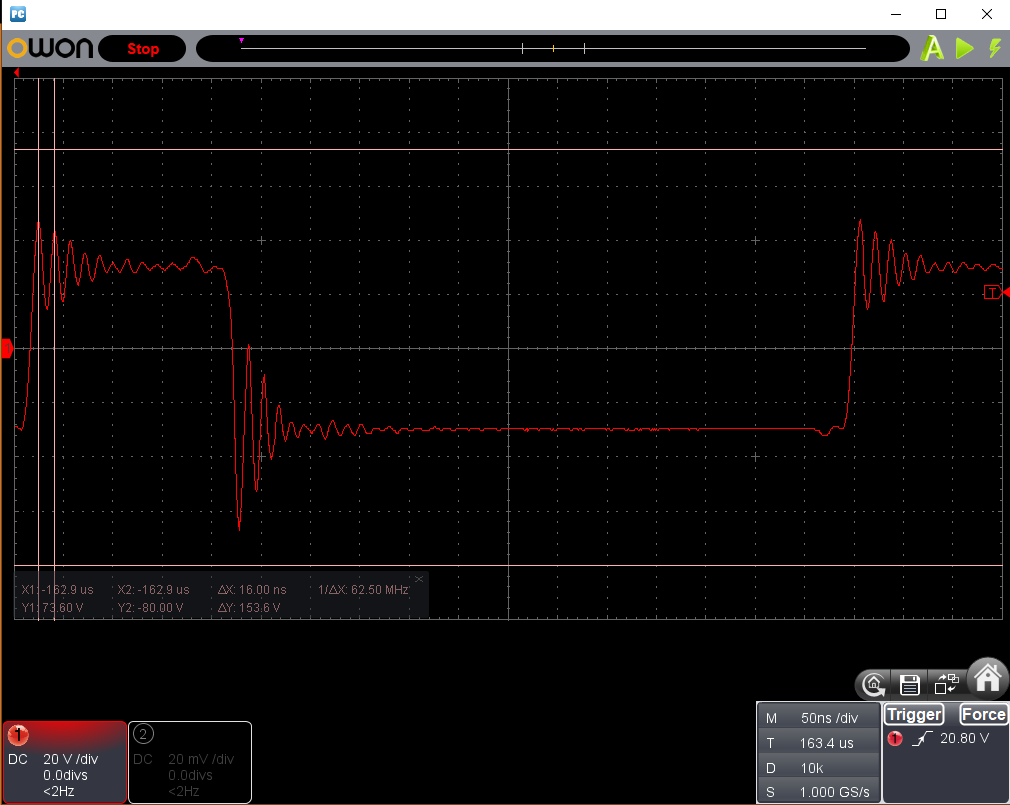 PC
OWON
Stop
A
T
1
X1: -162.9 us X2: -162.9 us ΔX: 16.00 ns 1/ΔX: 62.50 MHz
Y1: 73.60 V Y2: -80.00 V ΔY: 153.6 V
1
DC 20 V /div
0.0divs
<2Hz
2
DC 20 mV /div
0.0divs
<2Hz
M 50ns /div
T 163.4 us
D 10k
S 1.000 GS/s
Trigger Force
1 20.80 V